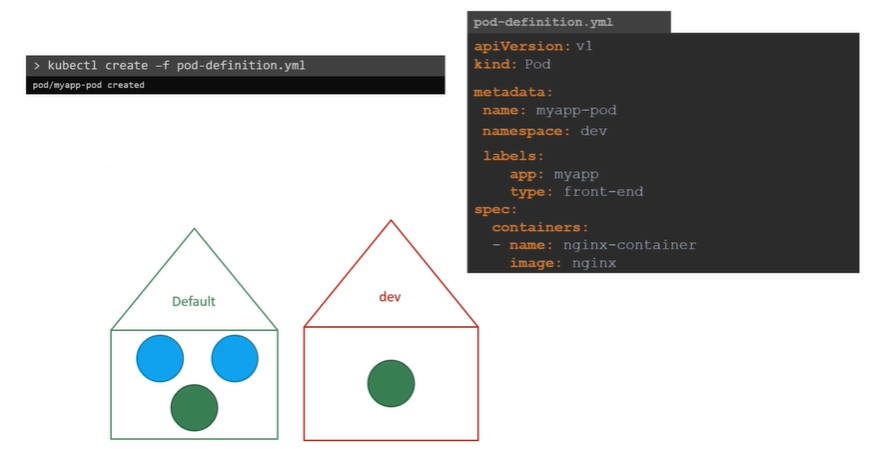 > kubectl create –f pod-definition.yml
pod/myapp-pod created
pod-definition.yml
apiVersion: v1
kind: Pod
metadata:
name: myapp-pod
namespace: dev
labels:
app: myapp
type: front-end
spec:
containers:
- name: nginx-container
image: nginx
Default
dev